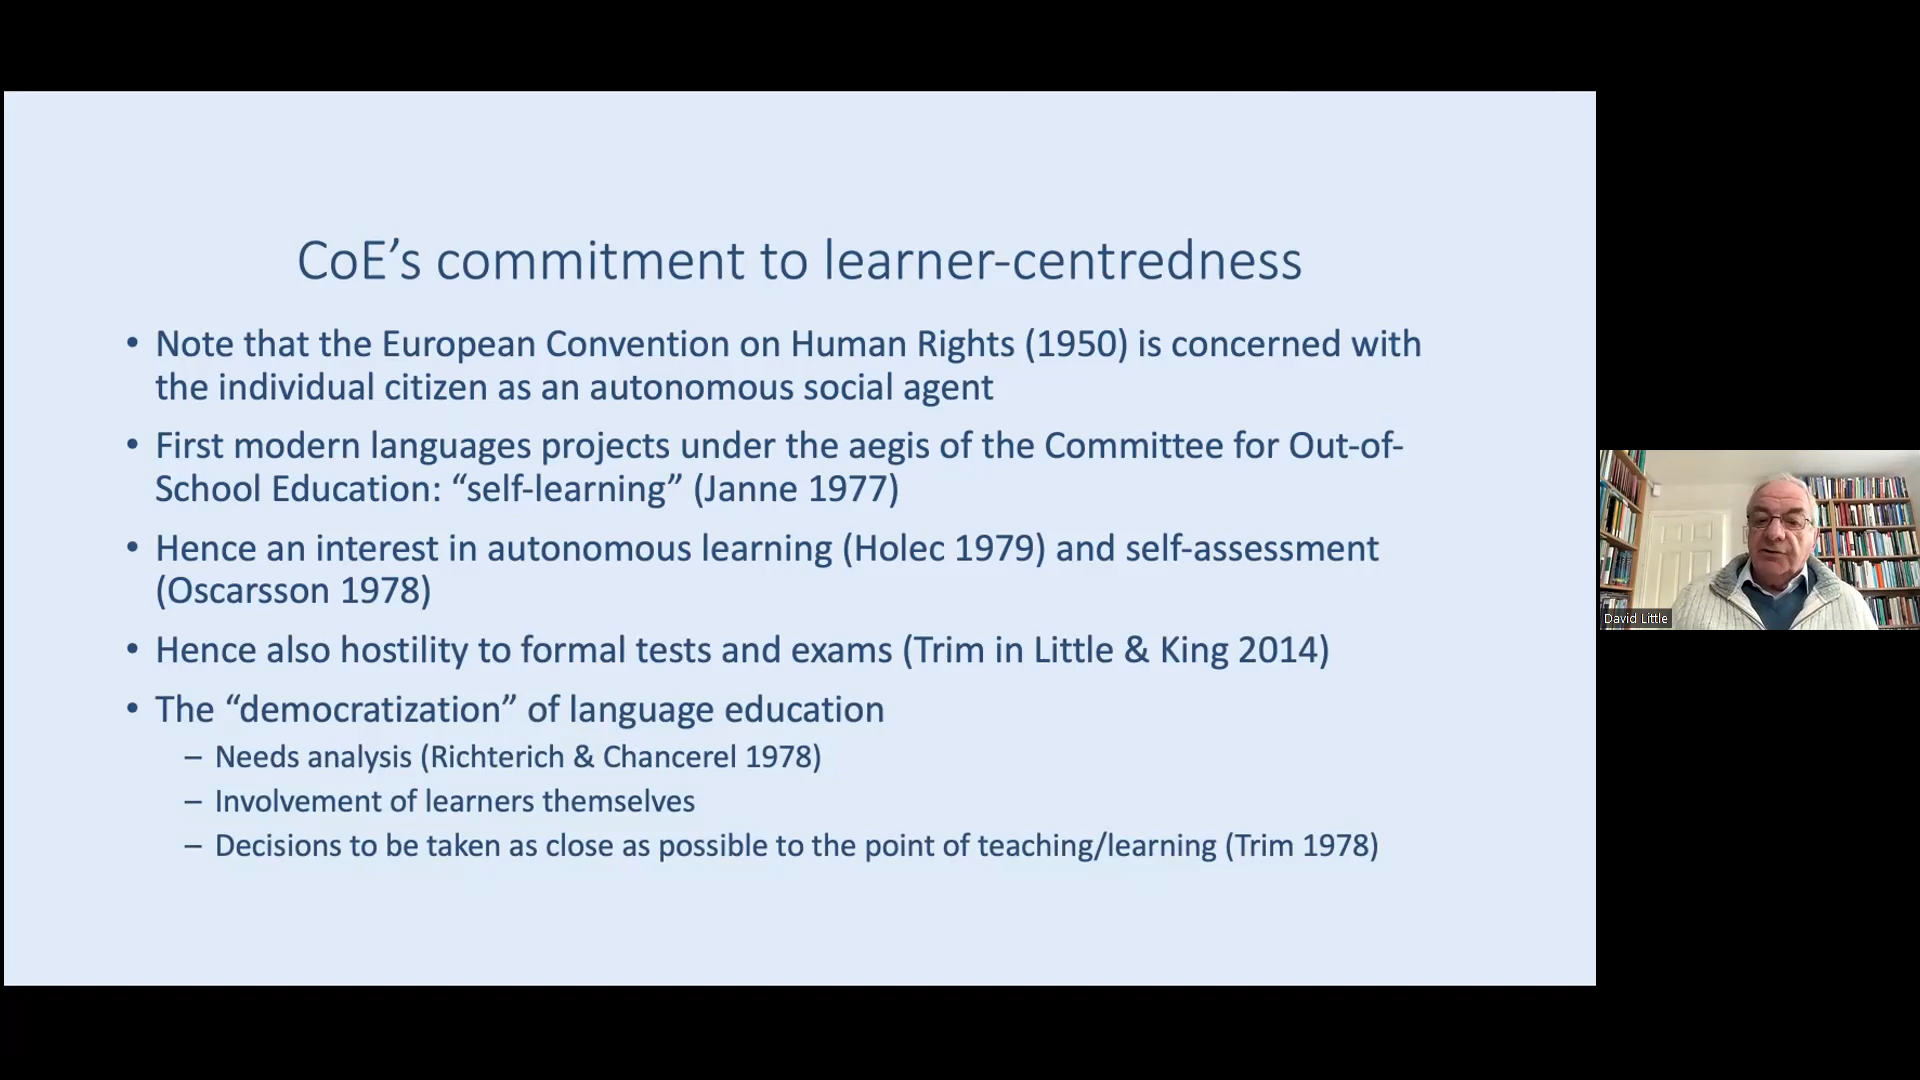 CoE’s commitment to learner-centredness
• Note that the European Convention on Human Rights (1950) is concerned with
the individual citizen as an autonomous social agent
• First modern languages projects under the aegis of the Committee for Out-of-
School Education: “self-learning” (Janne 1977)
• Hence an interest in autonomous learning (Holec 1979) and self-assessment
(Oscarsson 1978)
• Hence also hostility to formal tests and exams (Trim in Little & King 2014)
• The “democratization” of language education
– Needs analysis (Richterich & Chancerel 1978)
– Involvement of learners themselves
– Decisions to be taken as close as possible to the point of teaching/learning (Trim 1978)
David Little